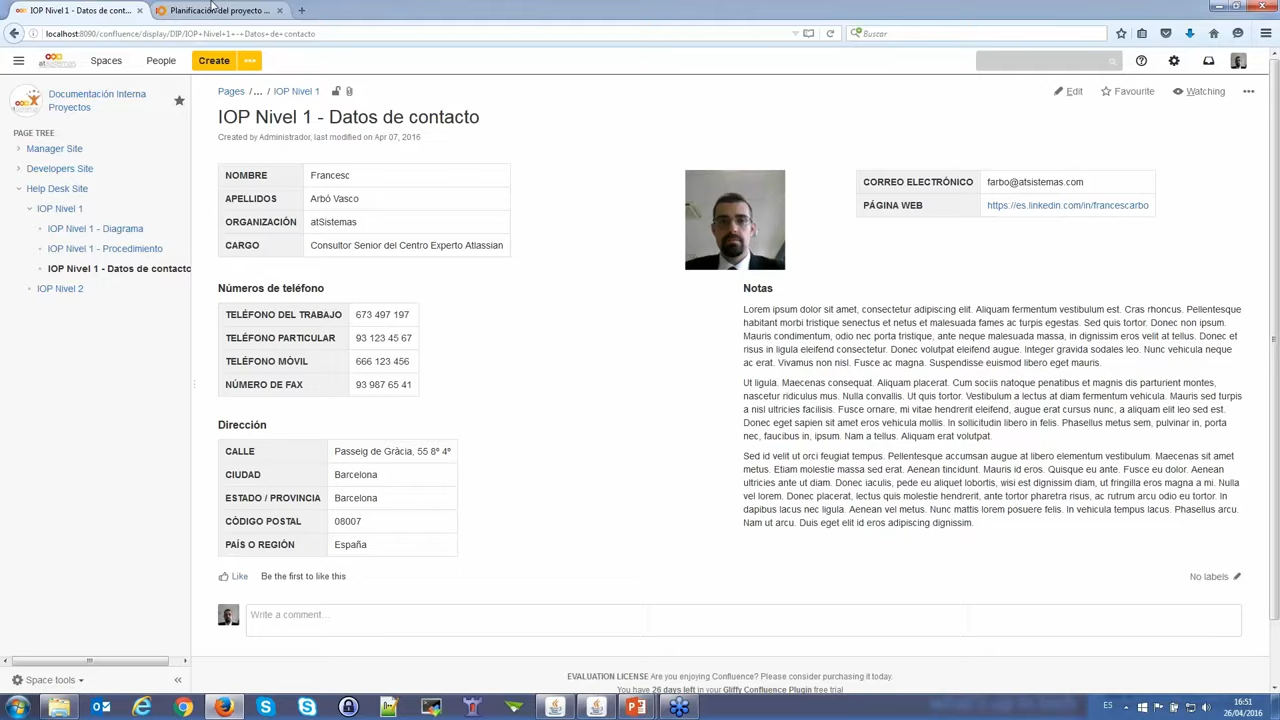 IOP Nivel 1 - Datos de cont...
Planificación del proyecto ...
localhost:8090/confluence/display/DIP/IOP+Nivel+1+-+Datos+de+contacto
Buscar
atSistemas
Spaces
People
Create
Documentación Interna
Proyectos
PAGE TREE
Manager Site
Developers Site
Help Desk Site
IOP Nivel 1
IOP Nivel 1 - Diagrama
IOP Nivel 1 - Procedimiento
IOP Nivel 1 - Datos de contacto
IOP Nivel 2
Space tools
Pages /... / IOP Nivel 1
Edit
Favourite
Watching
IOP Nivel 1 - Datos de contacto
Created by Administrador, last modified on Apr 07, 2016
NOMBRE Francesc
APELLIDOS Arbó Vasco
ORGANIZACIÓN atSistemas
CARGO Consultor Senior del Centro Experto Atlassian
CORREO ELECTRÓNICO farbo@atsistemas.com
PÁGINA WEB https://es.linkedin.com/in/francescarbo
Números de teléfono
TELÉFONO DEL TRABAJO 673 497 197
TELÉFONO PARTICULAR 93 123 45 67
TELÉFONO MÓVIL 666 123 456
NÚMERO DE FAX 93 987 65 41
Dirección
CALLE Passeig de Gràcia, 55 8º 4º
CIUDAD Barcelona
ESTADO / PROVINCIA Barcelona
CÓDIGO POSTAL 08007
PAÍS O REGIÓN España
Notas
Lorem ipsum dolor sit amet, consectetur adipiscing elit. Aliquam fermentum vestibulum est. Cras rhoncus. Pellentesque
habitant morbi tristique senectus et netus et malesuada fames ac turpis egestas. Sed quis tortor. Donec non ipsum.
Mauris condimentum, odio nec porta tristique, ante neque malesuada massa, in dignissim eros velit at tellus. Donec et
risus in ligula eleifend consectetur. Donec volutpat eleifend augue. Integer gravida sodales leo. Nunc vehicula neque
ac erat. Vivamus non nisl. Fusce ac magna. Suspendisse euismod libero eget mauris.
Ut ligula. Maecenas consequat. Aliquam placerat. Cum sociis natoque penatibus et magnis dis parturient montes,
nascetur ridiculus mus. Nulla convallis. Ut quis tortor. Vestibulum a lectus at diam fermentum vehicula. Mauris sed turpis
a nisl ultricies facilisis. Fusce ornare, mi vitae hendrerit eleifend, augue erat cursus nunc, a aliquam elit leo sed est.
Donec eget sapien sit amet eros vehicula mollis. In sollicitudin libero in felis. Phasellus metus sem, pulvinar in, porta
nec, faucibus in, ipsum. Nam a tellus. Aliquam erat volutpat.
Sed id velit ut orci feugiat tempus. Pellentesque accumsan augue at libero elementum vestibulum. Maecenas sit amet
metus. Etiam molestie massa sed erat. Aenean tincidunt. Mauris id eros. Quisque eu ante. Fusce eu dolor. Aenean
ultricies ante ut diam. Donec iaculis, pede eu aliquet lobortis, wisi est dignissim diam, ut fringilla eros magna a mi. Nulla
vel lorem. Donec placerat, lectus quis molestie hendrerit, ante tortor pharetra risus, ac rutrum arcu odio eu tortor. In
dapibus lacus nec ligula. Aenean vel metus. Nunc mattis lorem posuere felis. In vehicula tempus lacus. Phasellus arcu.
Nam ut arcu. Duis eget elit id eros adipiscing dignissim.
Like Be the first to like this
No labels
Write a comment...
EVALUATION LICENSE Are you enjoying Confluence? Please consider purchasing it today.
You have 26 days left in your Gliffy Confluence Plugin free trial
ES
16:51
26/04/2016